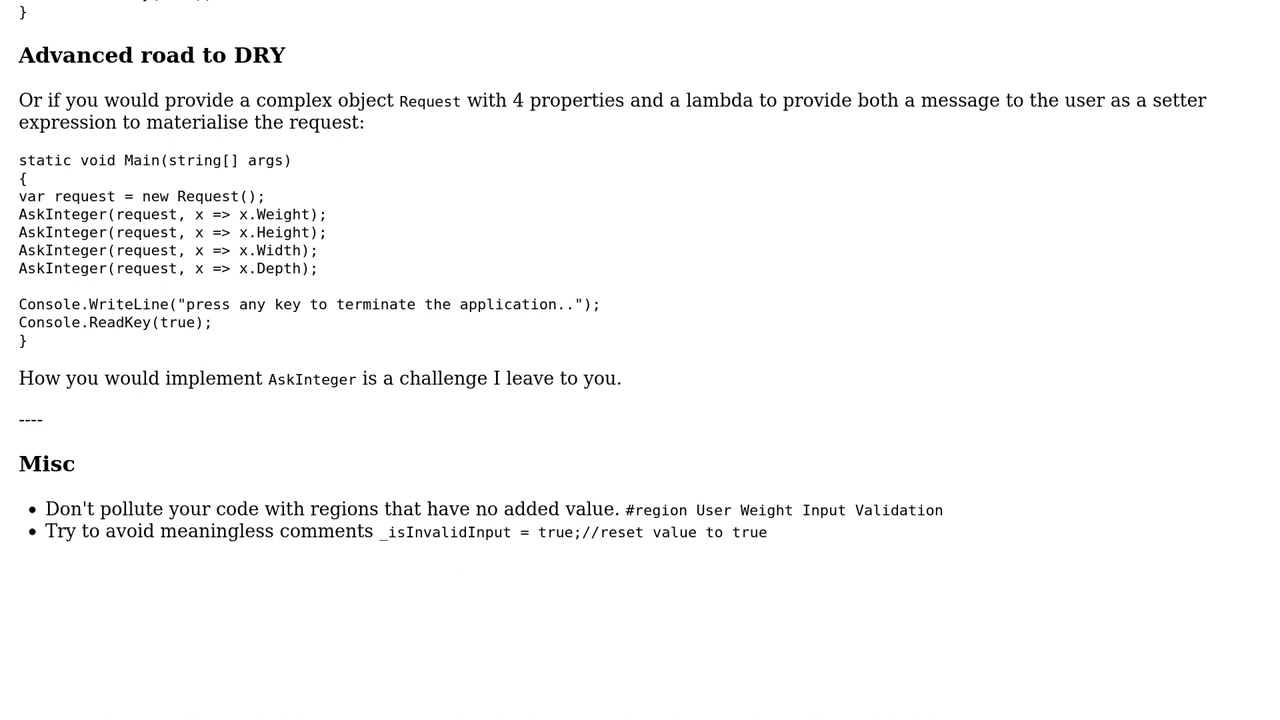 }
Advanced road to DRY
Or if you would provide a complex object Request with 4 properties and a lambda to provide both a message to the user as a setter
expression to materialise the request:
static void Main(string[] args)
{
var request = new Request();
AskInteger(request, x => x.Weight);
AskInteger(request, x => x.Height);
AskInteger(request, x => x.Width);
AskInteger(request, x => x.Depth);
Console.WriteLine("press any key to terminate the application..");
Console.ReadKey(true);
}
How you would implement AskInteger is a challenge I leave to you.
----
Misc
• Don't pollute your code with regions that have no added value. #region User Weight Input Validation
• Try to avoid meaningless comments _isInvalidInput = true;//reset value to true